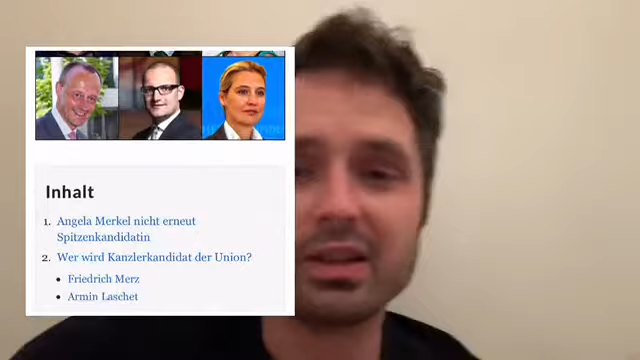 Inhalt
1. Angela Merkel nicht erneut
Spitzenkandidatin
2. Wer wird Kanzlerkandidat der Union?
• Friedrich Merz
• Armin Laschet